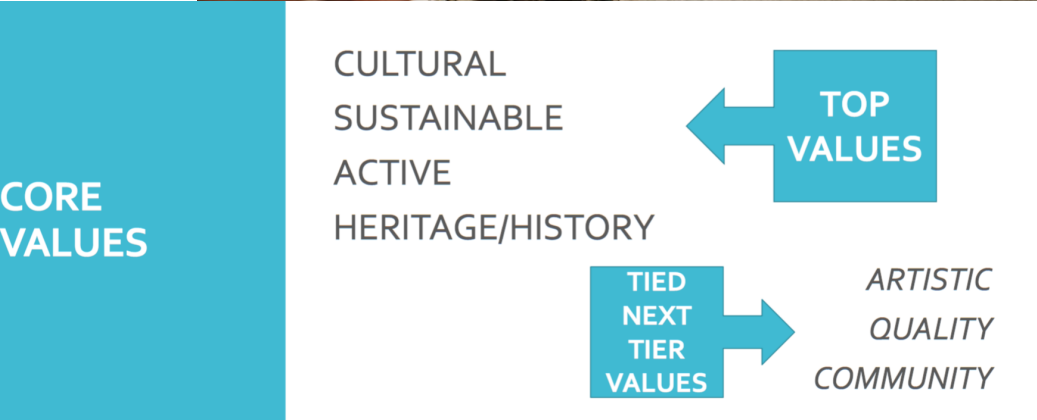 CORE
VALUES
CULTURAL
SUSTAINABLE
ACTIVE
HERITAGE/HISTORY
TOP
VALUES
TIED
NEXT
TIER
VALUES
ARTISTIC
QUALITY
COMMUNITY